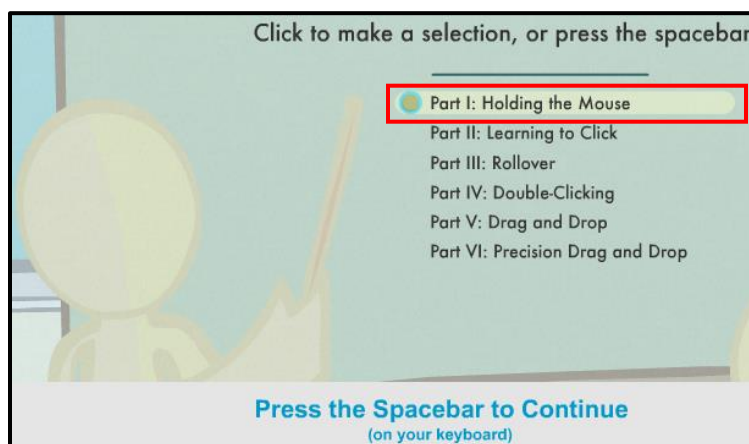 Click to make a selection, or press the spacebar
Part I: Holding the Mouse
Part II: Learning to Click
Part III: Rollover
Part IV: Double-Clicking
Part V: Drag and Drop
Part VI: Precision Drag and Drop
Press the Spacebar to Continue
(on your keyboard)